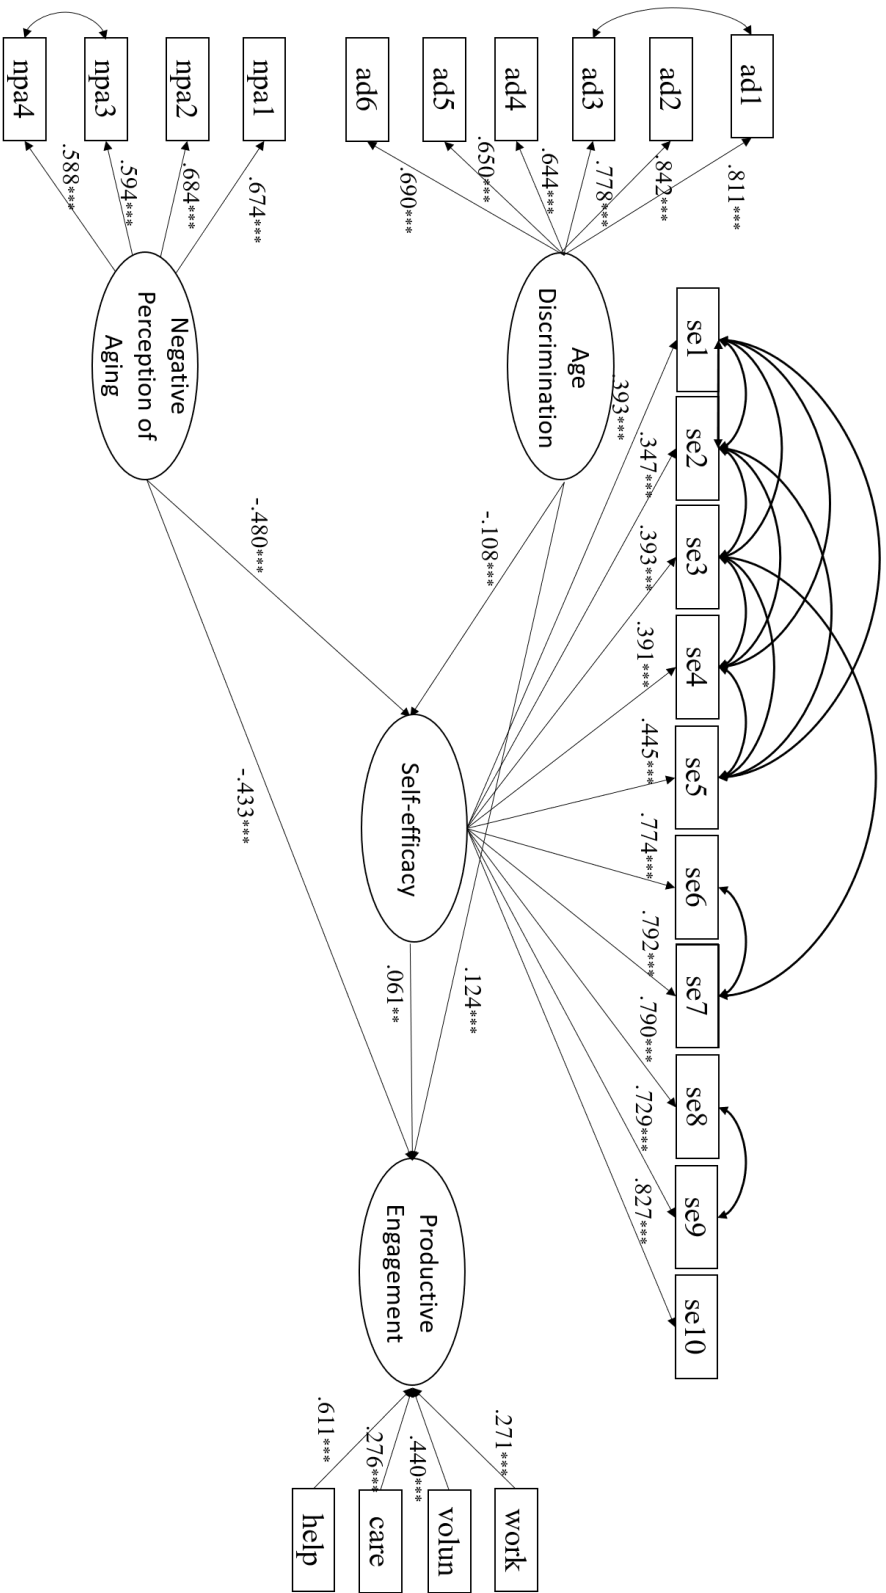 se1
se2
se3
se4
se5
se6
se7
se8
se9
se10
.393***
.347***
.393***
.391***
.445***
.774***
.792***
.790***
.729***
.827***
ad1
ad2
ad3
ad4
ad5
ad6
.811***
.842***
.778***
.644***
.650***
.690***
Age
Discrimination
-.108***
.124***
Self-efficacy
.061**
Productive
Engagement
.271***
.440***
.276***
.611***
work
volun
care
help
npa1
npa2
npa3
npa4
.674***
.684***
.594***
.588***
Negative
Perception of
Aging
-.480***
-.433***